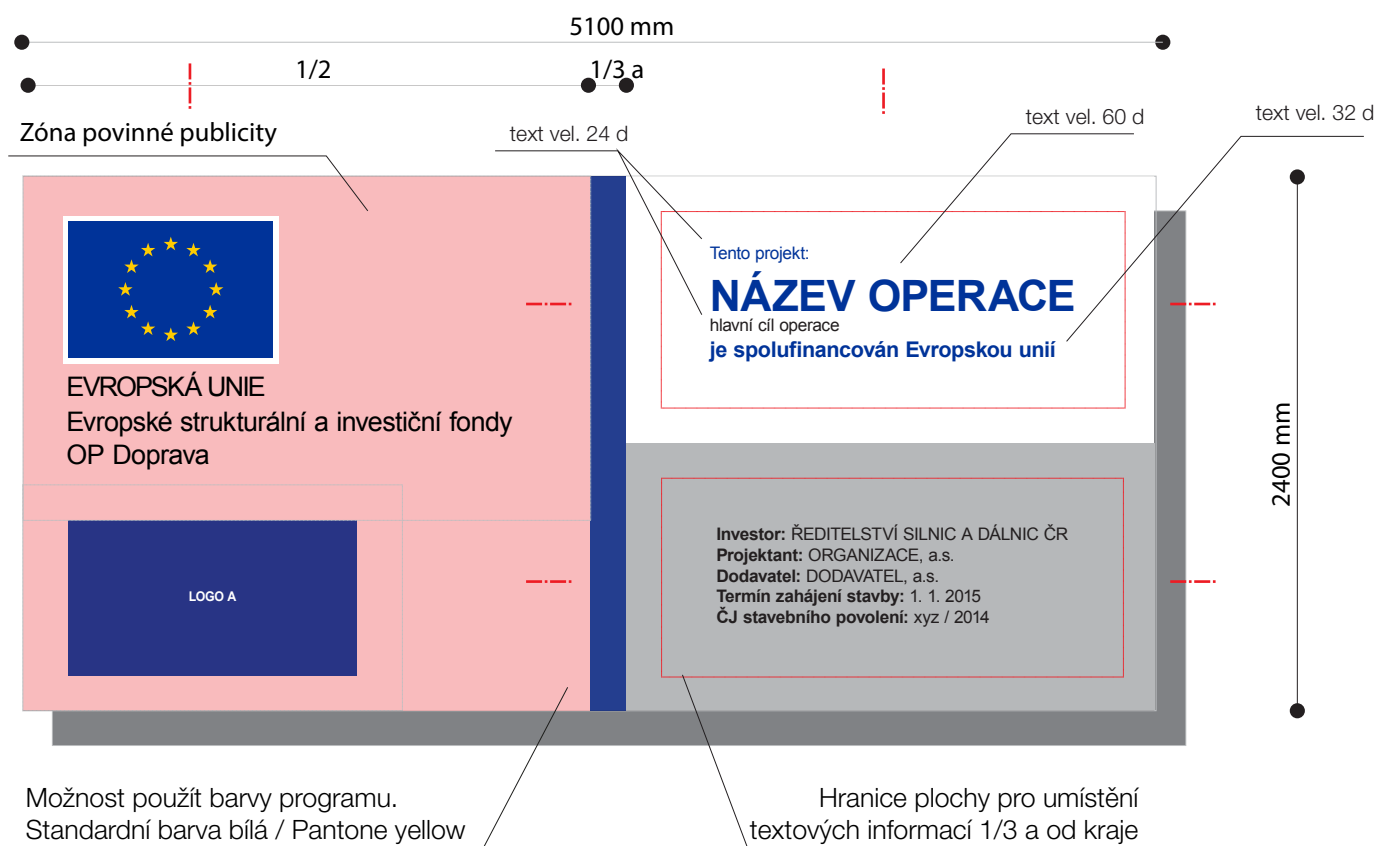 5100 mm
1/2
1/3 a
Zóna povinné publicity
text vel. 24 d
text vel. 60 d
text vel. 32 d
EVROPSKÁ UNIE
Evropské strukturální a investiční fondy
OP Doprava
LOGO A
Tento projekt:
NÁZEV OPERACE
hlavní cíl operace
je spolufinancován Evropskou unií
Investor: ŘEDITELSTVÍ SILNIC A DÁLNIC ČR
Projektant: ORGANIZACE, a.s.
Dodavatel: DODAVATEL, a.s.
Termín zahájení stavby: 1. 1. 2015
ČJ stavebního povolení: xyz / 2014
2400 mm
Možnost použít barvy programu.
Standardní barva bílá / Pantone yellow
Hranice plochy pro umístění
textových informací 1/3 a od kraje